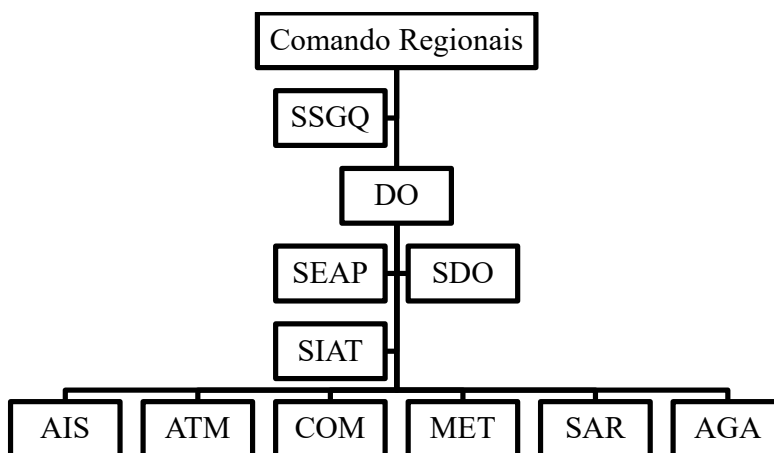 Comando Regionais
SSGQ
DO
SEAP SDO
SIAT
AIS ATM COM MET SAR AGA